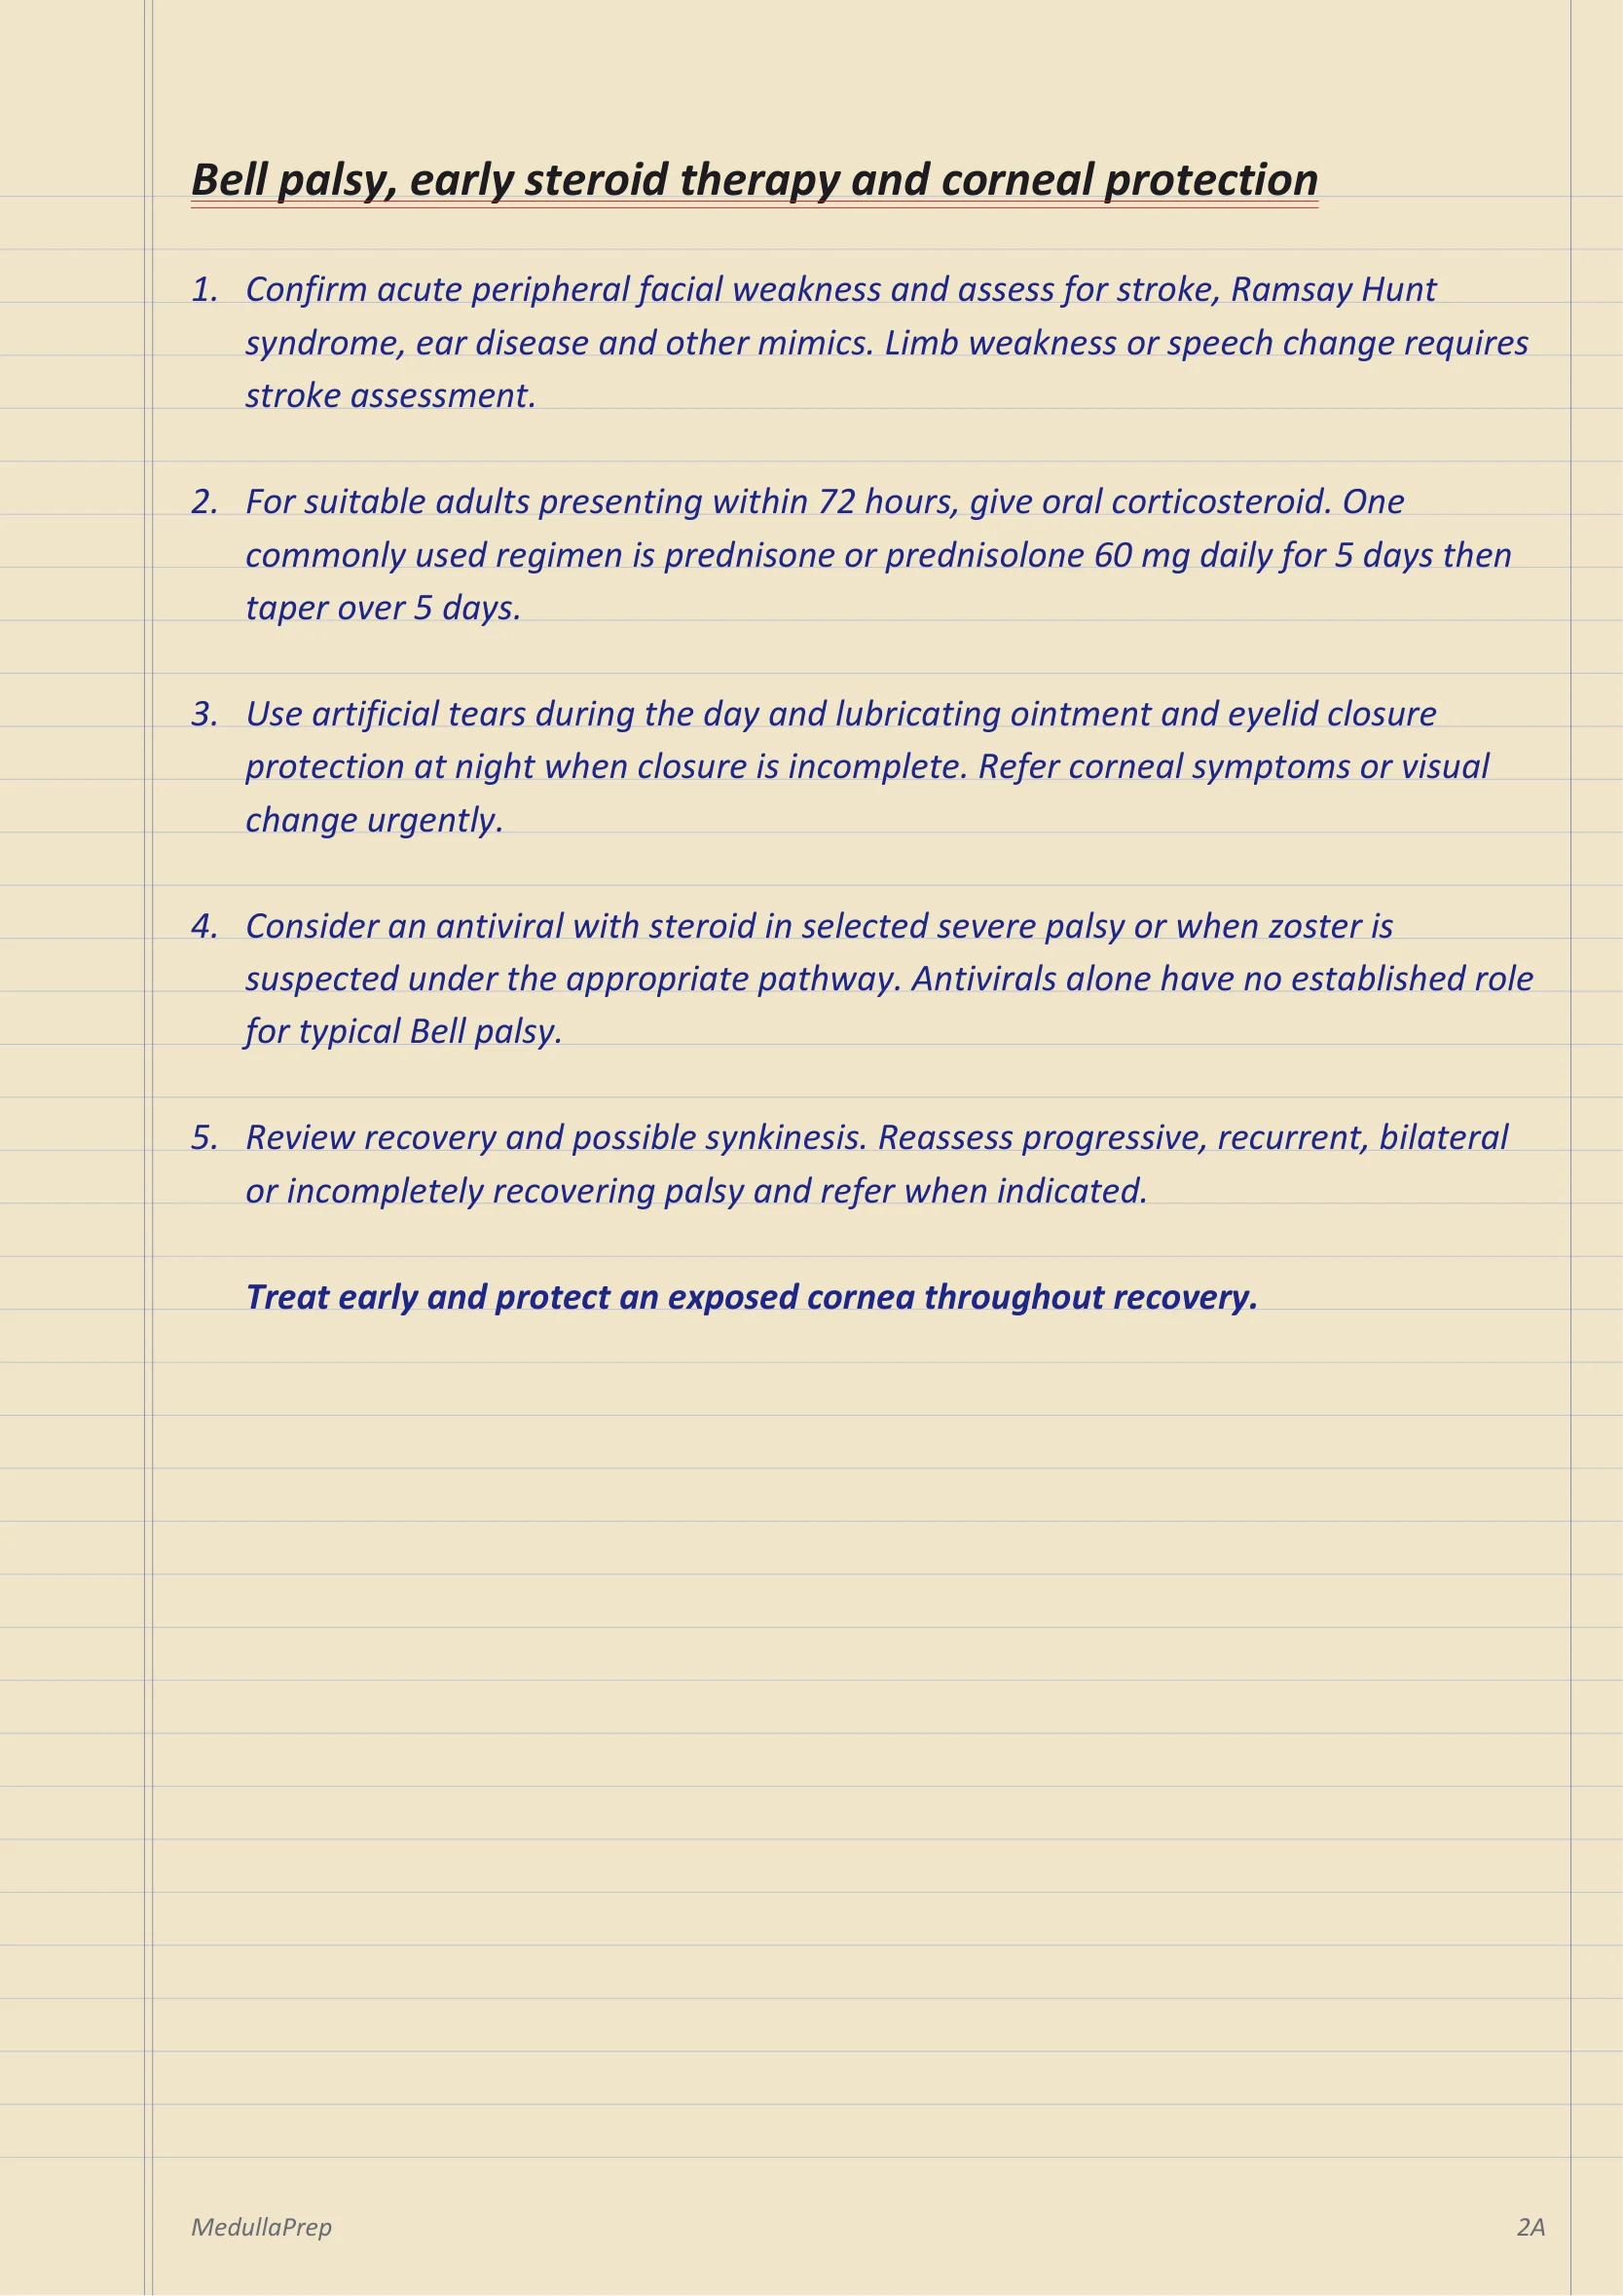 Bell palsy, early steroid therapy and corneal protection
1. Confirm acute peripheral facial weakness and assess for stroke, Ramsay Hunt
syndrome, ear disease and other mimics. Limb weakness or speech change requires
stroke assessment.
2. For suitable adults presenting within 72 hours, give oral corticosteroid. One
commonly used regimen is prednisone or prednisolone 60 mg daily for 5 days then
taper over 5 days.
3. Use artificial tears during the day and lubricating ointment and eyelid closure
protection at night when closure is incomplete. Refer corneal symptoms or visual
change urgently.
4. Consider an antiviral with steroid in selected severe palsy or when zoster is
suspected under the appropriate pathway. Antivirals alone have no established role
for typical Bell palsy.
5. Review recovery and possible synkinesis. Reassess progressive, recurrent, bilateral
or incompletely recovering palsy and refer when indicated.
Treat early and protect an exposed cornea throughout recovery.
MedullaPrep 2A